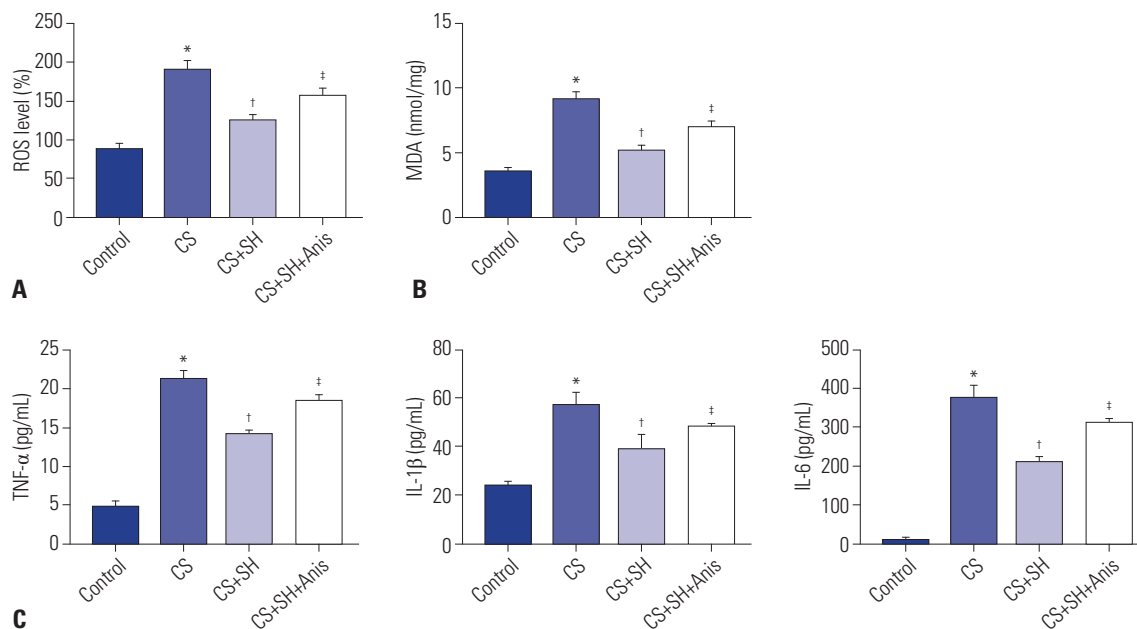 ROS level (%)
250
200
150
100
50
0
*
†
‡
Control
CS
CS+SH
CS+SH+Anis
A
MDA (nmol/mg)
15
10
5
0
*
†
‡
Control
CS
CS+SH
CS+SH+Anis
B
TNF-α (pg/mL)
25
20
15
10
5
0
*
†
‡
Control
CS
CS+SH
CS+SH+Anis
IL-1β (pg/mL)
80
60
40
20
0
*
†
‡
Control
CS
CS+SH
CS+SH+Anis
IL-6 (pg/mL)
500
400
300
200
100
0
*
†
‡
Control
CS
CS+SH
CS+SH+Anis
C